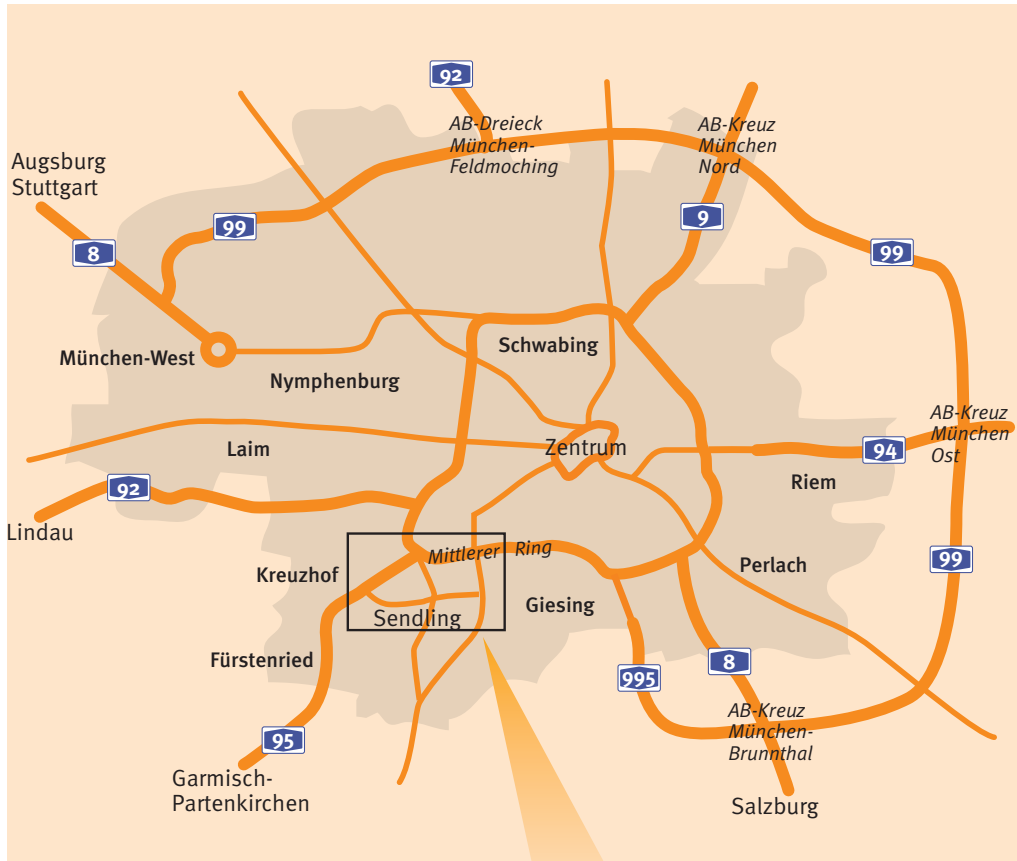 92
AB-Dreieck
München-
Feldmoching
AB-Kreuz
München
Nord
Augsburg
Stuttgart
99
9
8
99
München-West
Schwabing
Nymphenburg
Laim
Zentrum
AB-Kreuz
München
Ost
94
Riem
92
Lindau
Mittlerer Ring
Kreuzhof
Sendling
Giesing
Perlach
99
Fürstenried
995
8
95
AB-Kreuz
München-
Brunnthal
Garmisch-
Partenkirchen
Salzburg